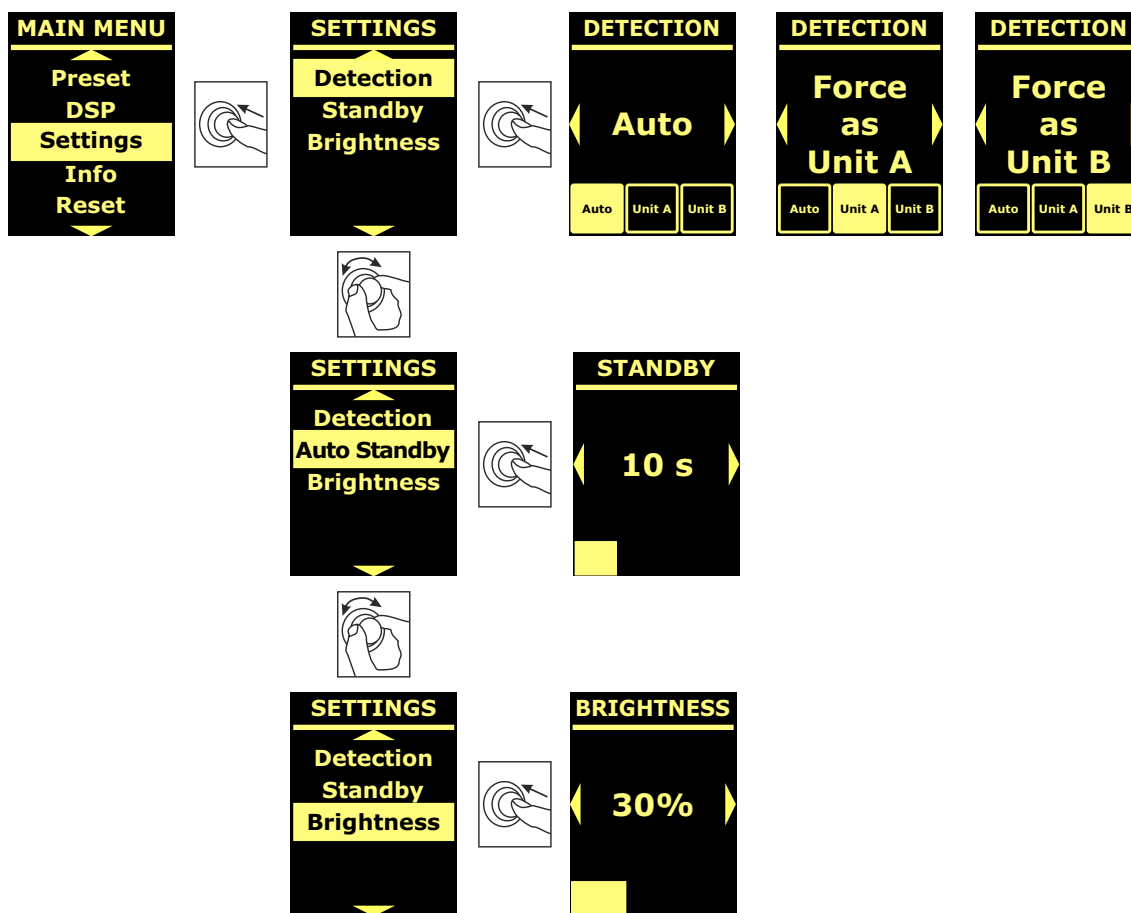 MAIN MENU
Preset
DSP
Settings
Info
Reset
SETTINGS
Detection
Standby
Brightness
DETECTION
Auto
Auto
Unit A
Unit B
DETECTION
Force
as
Unit A
Auto
Unit A
Unit B
DETECTION
Force
as
Unit B
Auto
Unit A
Unit B
SETTINGS
Detection
Auto Standby
Brightness
STANDBY
10 s
SETTINGS
Detection
Standby
Brightness
BRIGHTNESS
30%